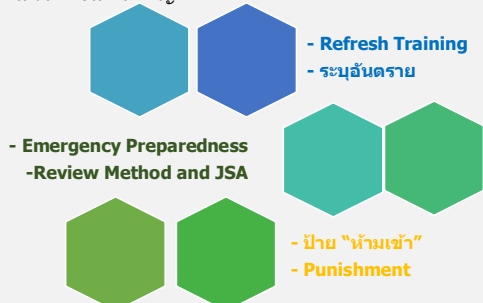 - Refresh Training
- ระบุอันตราย
- Emergency Preparedness
-Review Method and JSA
- ป้าย “ห้ามเข้า”
- Punishment